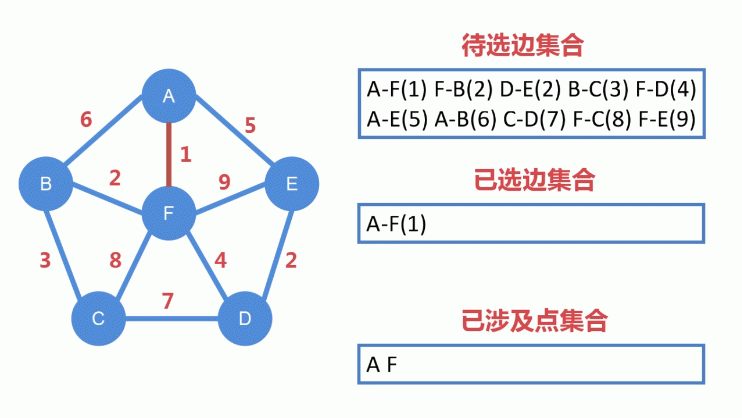 待选边集合
A-F(1) F-B(2) D-E(2) B-C(3) F-D(4)
A-E(5) A-B(6) C-D(7) F-C(8) F-E(9)
已选边集合
A-F(1)
已涉及点集合
A F
A
6
5
1
B
2
9
E
F
3
8
4
2
7
C
D